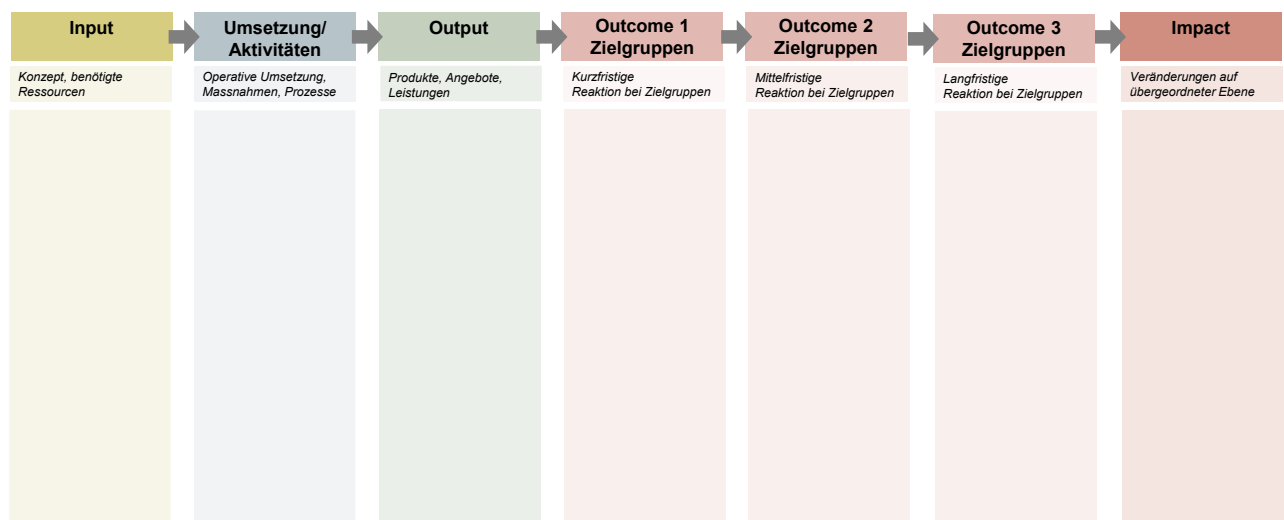 Input
Umsetzung/
Aktivitäten
Output
Outcome 1
Zielgruppen
Outcome 2
Zielgruppen
Outcome 3
Zielgruppen
Impact
Konzept, benötigte
Ressourcen
Operative Umsetzung,
Massnahmen, Prozesse
Produkte, Angebote,
Leistungen
Kurzfristige
Reaktion bei Zielgruppen
Mittelfristige
Reaktion bei Zielgruppen
Langfristige
Reaktion bei Zielgruppen
Veränderungen auf
übergeordneter Ebene